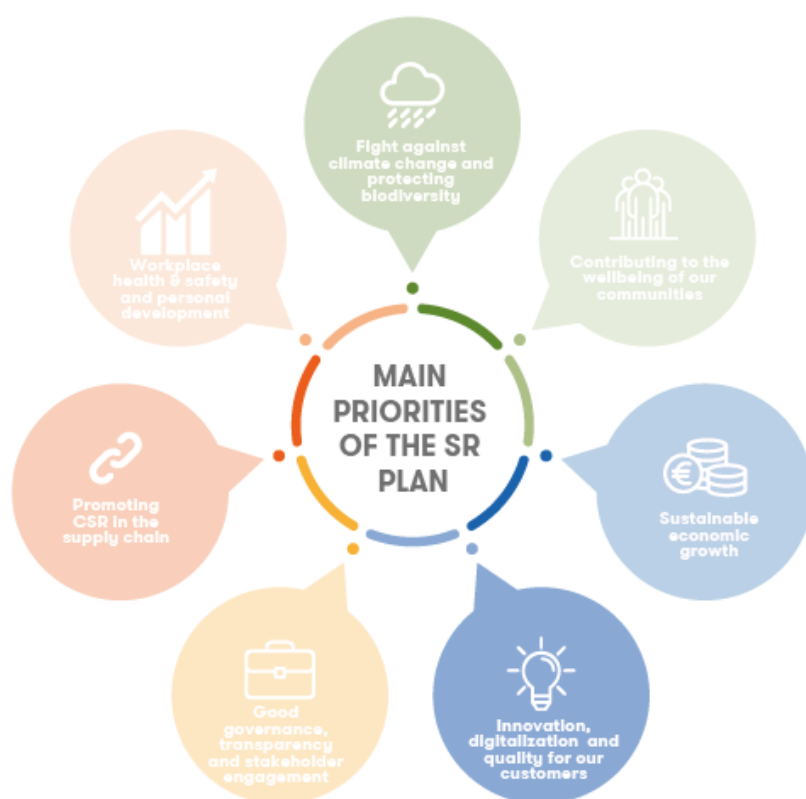 MAIN
PRIORITIES
OF THE SR
PLAN
Fight against
climate change and
protecting
biodiversity
Contributing to the
wellbeing of our
communities
€
Sustainable
economic
growth
Innovation,
digitalization and
quality for our
customers
Good
governance,
transparency
and stakeholder
engagement
Promoting
CSR in the
supply chain
Workplace
health & safety
and personal
development